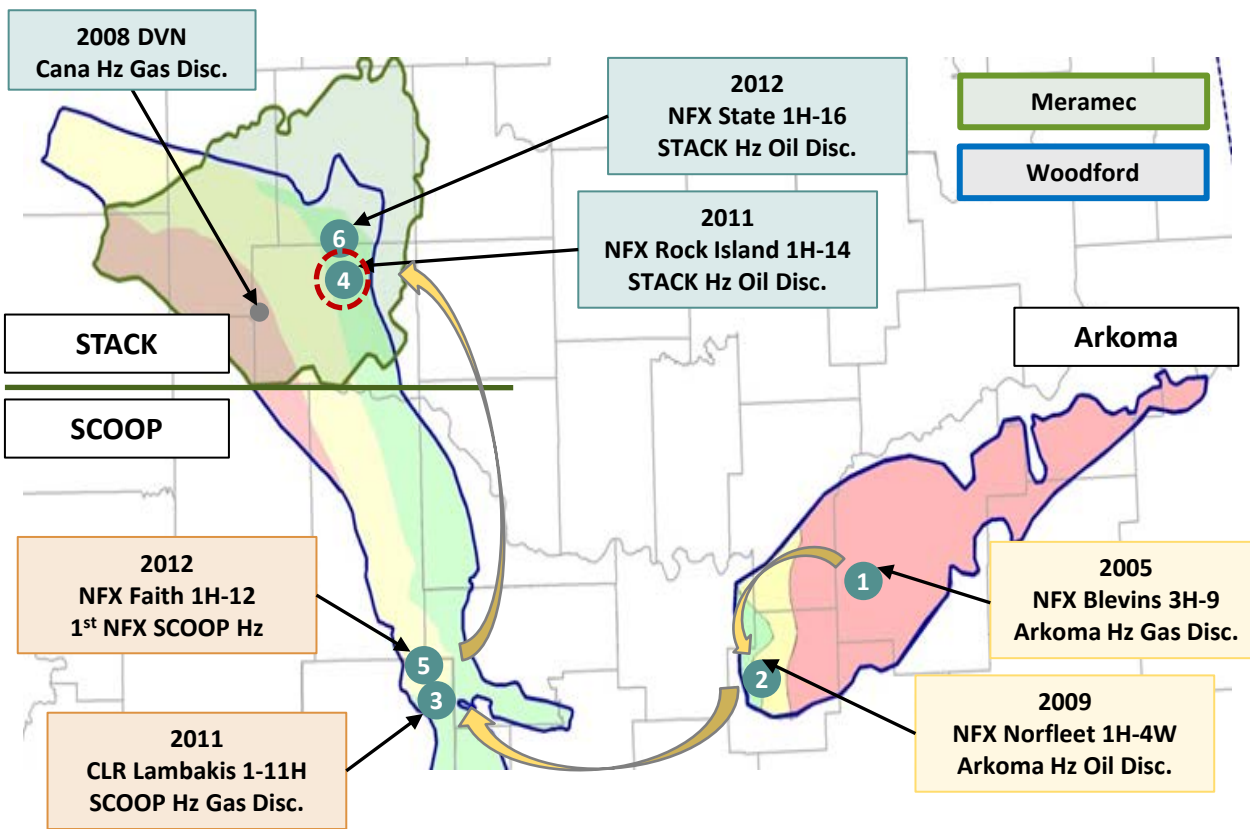 2008 DVN
Cana Hz Gas Disc.
2012
NFX State 1H-16
STACK Hz Oil Disc.
Meramec
Woodford
2011
NFX Rock Island 1H-14
STACK Hz Oil Disc.
6
4
STACK
SCOOP
Arkoma
2012
NFX Faith 1H-12
1st NFX SCOOP Hz
5
3
2011
CLR Lambakis 1-11H
SCOOP Hz Gas Disc.
1
2
2005
NFX Blevins 3H-9
Arkoma Hz Gas Disc.
2009
NFX Norfleet 1H-4W
Arkoma Hz Oil Disc.